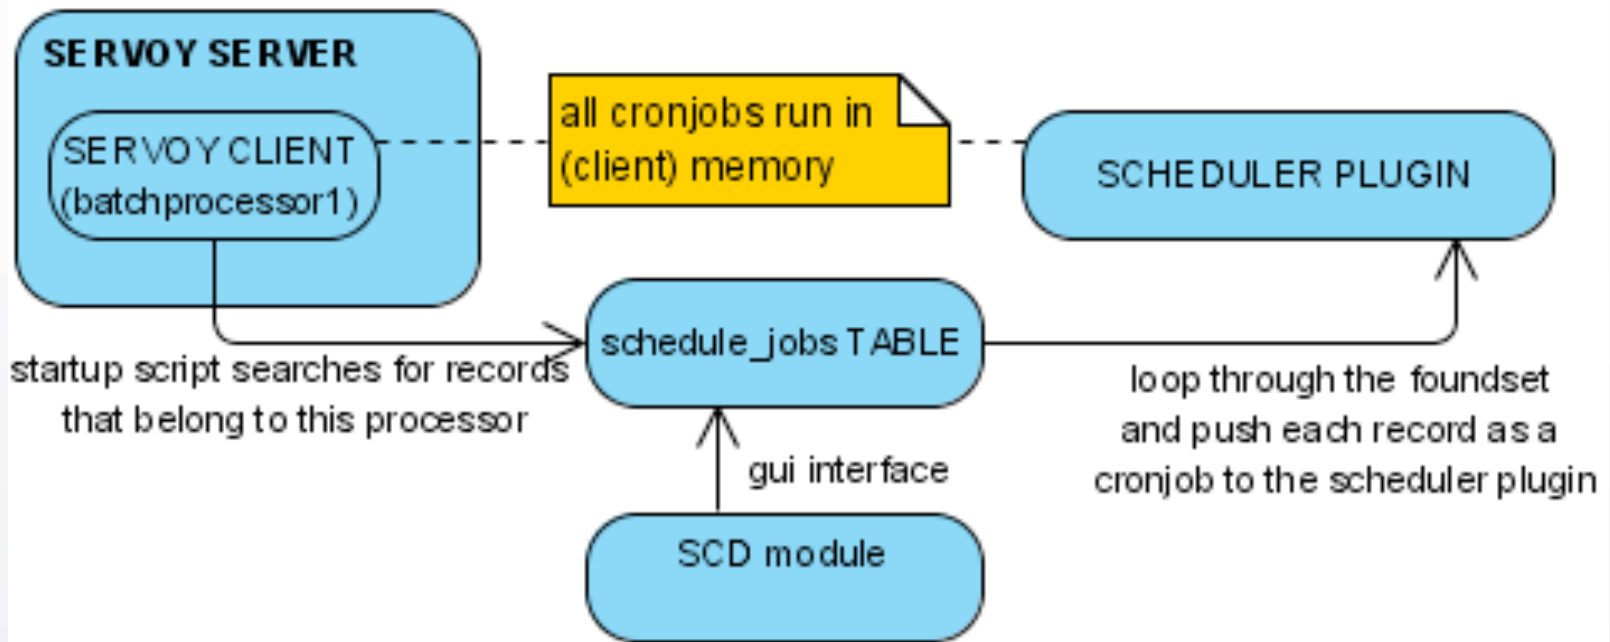 SERVOY SERVER
SERVOY CLIENT
(batchprocessor1)
all cronjobs run in
(client) memory
SCHEDULER PLUGIN
schedule_jobs TABLE
startup script searches for records
that belong to this processor
loop through the foundset
and push each record as a
cronjob to the scheduler plugin
gui interface
SCD module